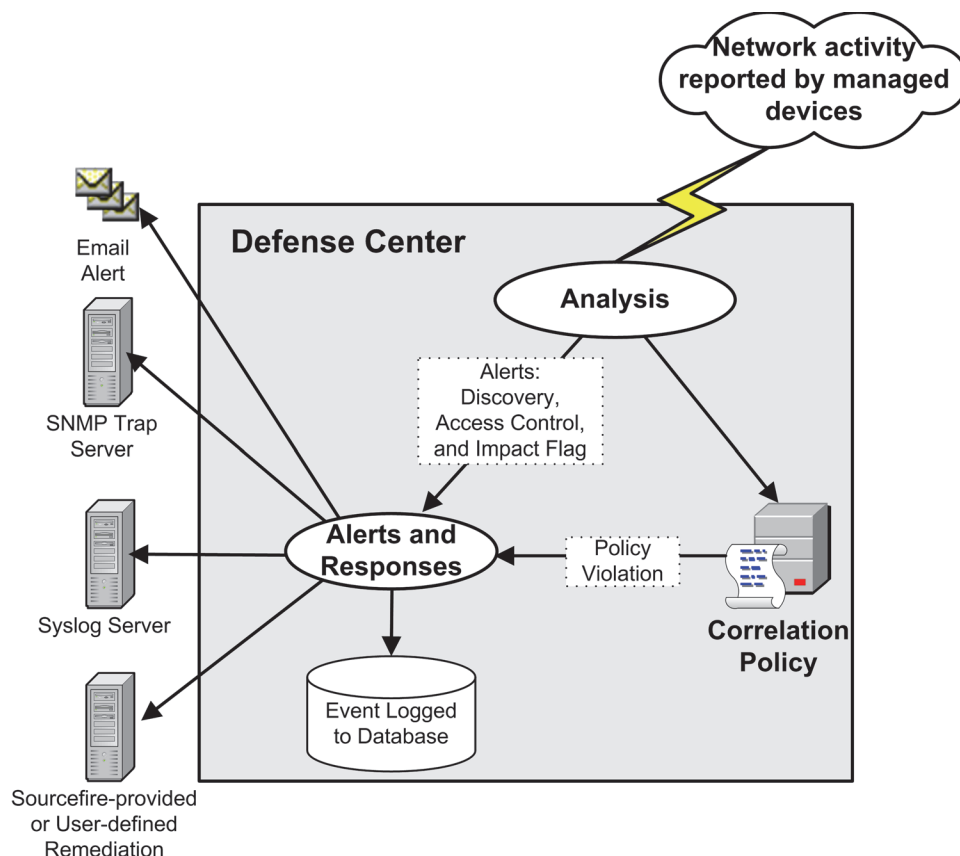 Network activity
reported by managed
devices
Email
Alert
Defense Center
Analysis
Alerts:
Discovery,
Access Control,
and Impact Flag
SNMP Trap
Server
Alerts and
Responses
Policy
Violation
Syslog Server
Correlation
Policy
Event Logged
to Database
Sourcefire-provided
or User-defined
Remediation